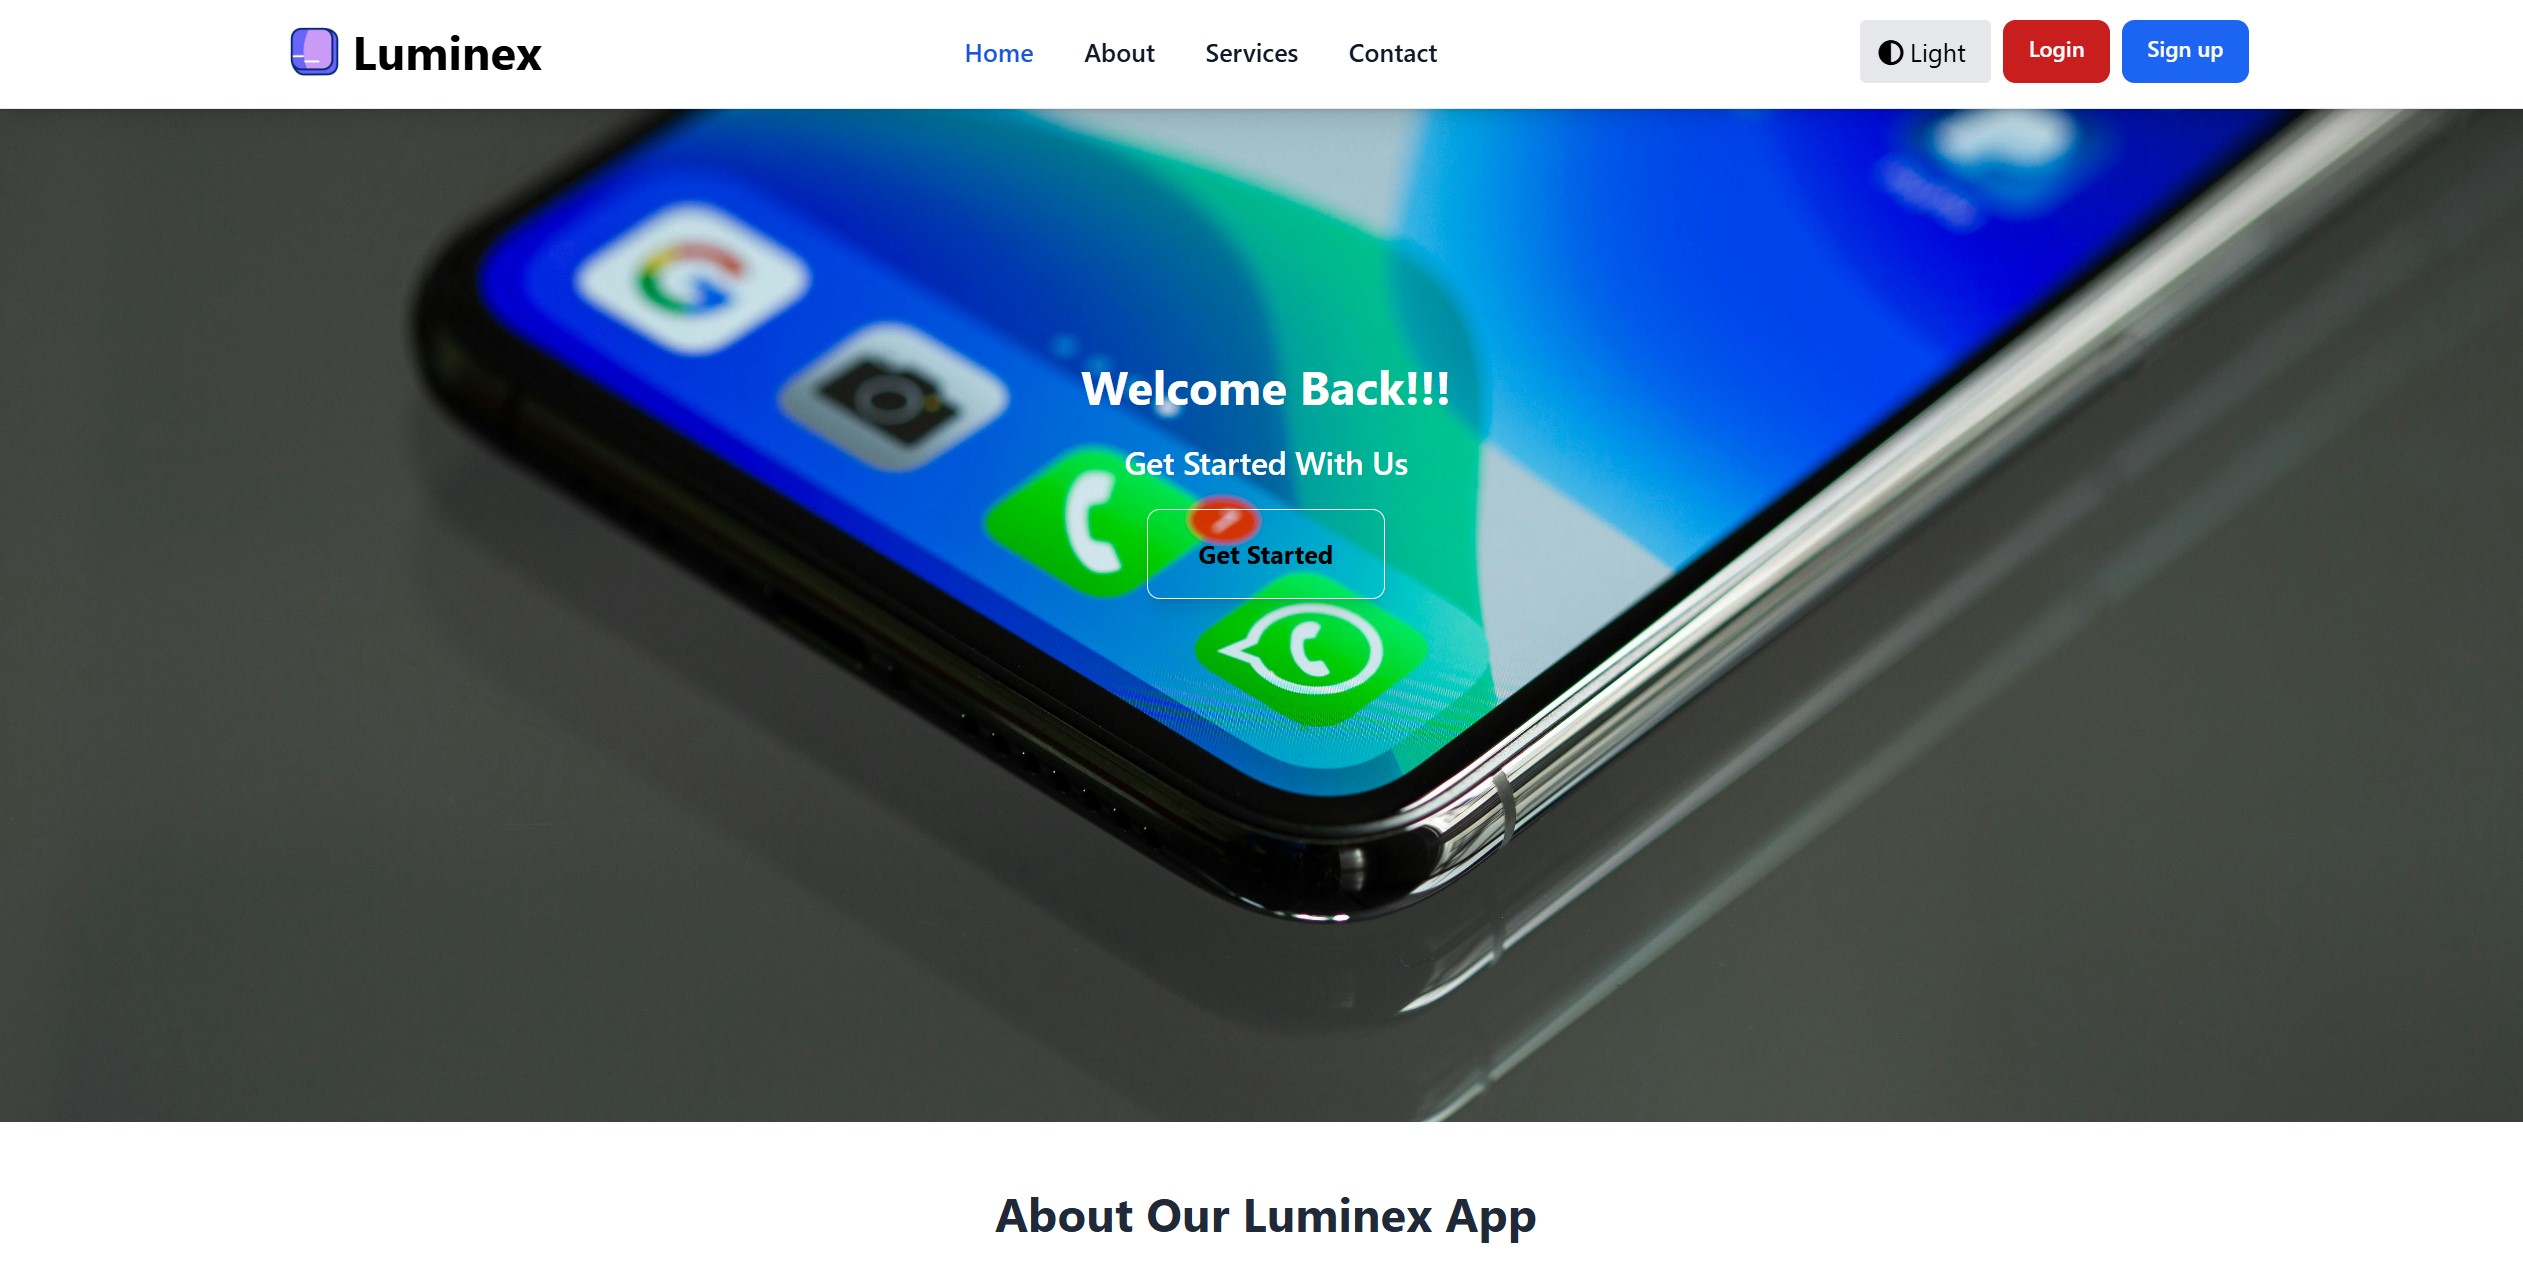 Luminex
Home About Services Contact
Light Login Sign up
Welcome Back!!!
Get Started With Us
Get Started
About Our Luminex App